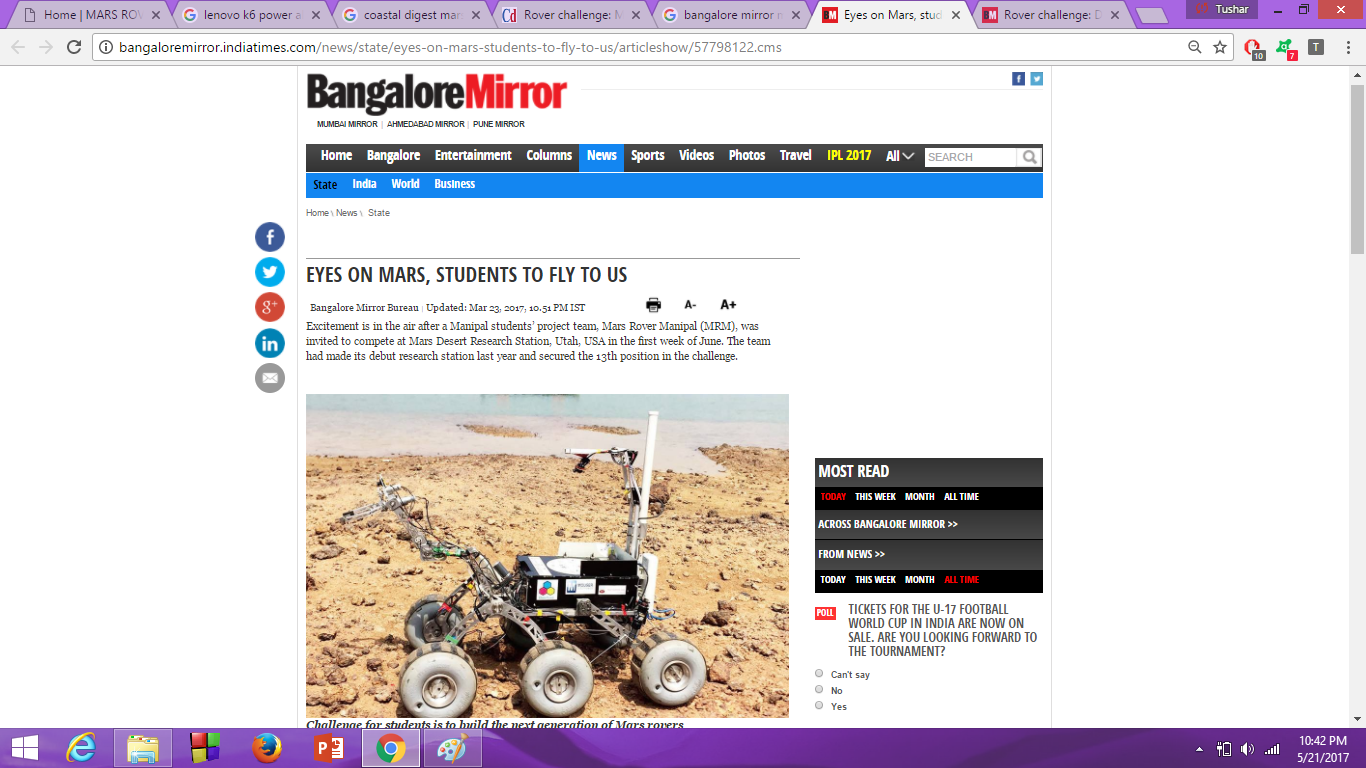 Home | MARS ROV
lenovo k6 power a
coastal digest man
Rover challenge: M
bangalore mirror m
Eyes on Mars, stud
Rover challenge: D
Tushar
bangaloremirror.indiatimes.com/news/state/eyes-on-mars-students-to-fly-to-us/articleshow/57798122.cms
10
7
T
BangaloreMirror
MUMBAI MIRROR | AHMEDABAD MIRROR | PUNE MIRROR
Home Bangalore Entertainment Columns News Sports Videos Photos Travel IPL 2017 All SEARCH
State India World Business
Home \ News \ State
EYES ON MARS, STUDENTS TO FLY TO US
Bangalore Mirror Bureau | Updated: Mar 23, 2017, 10.51 PM IST
A- A+
Excitement is in the air after a Manipal students' project team, Mars Rover Manipal (MRM), was
invited to compete at Mars Desert Research Station, Utah, USA in the first week of June. The team
had made its debut research station last year and secured the 13th position in the challenge.
Challenge for students is to build the next generation of Mars rovers
MOST READ
TODAY THIS WEEK MONTH ALL TIME
ACROSS BANGALORE MIRROR >>
FROM NEWS >>
TODAY THIS WEEK MONTH ALL TIME
POLL
TICKETS FOR THE U-17 FOOTBALL
WORLD CUP IN INDIA ARE NOW ON
SALE. ARE YOU LOOKING FORWARD TO
THE TOURNAMENT?
Can't say
No
Yes
10:42 PM
5/21/2017